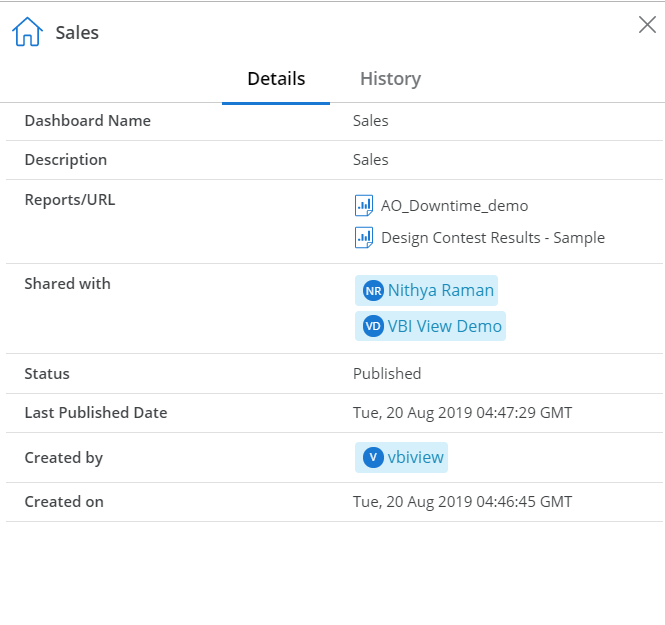 Sales
Details History
Dashboard Name Sales
Description Sales
Reports/URL AO_Downtime_demo
Design Contest Results - Sample
Shared with NR Nithya Raman
VD VBI View Demo
Status Published
Last Published Date Tue, 20 Aug 2019 04:47:29 GMT
Created by V vbiview
Created on Tue, 20 Aug 2019 04:46:45 GMT